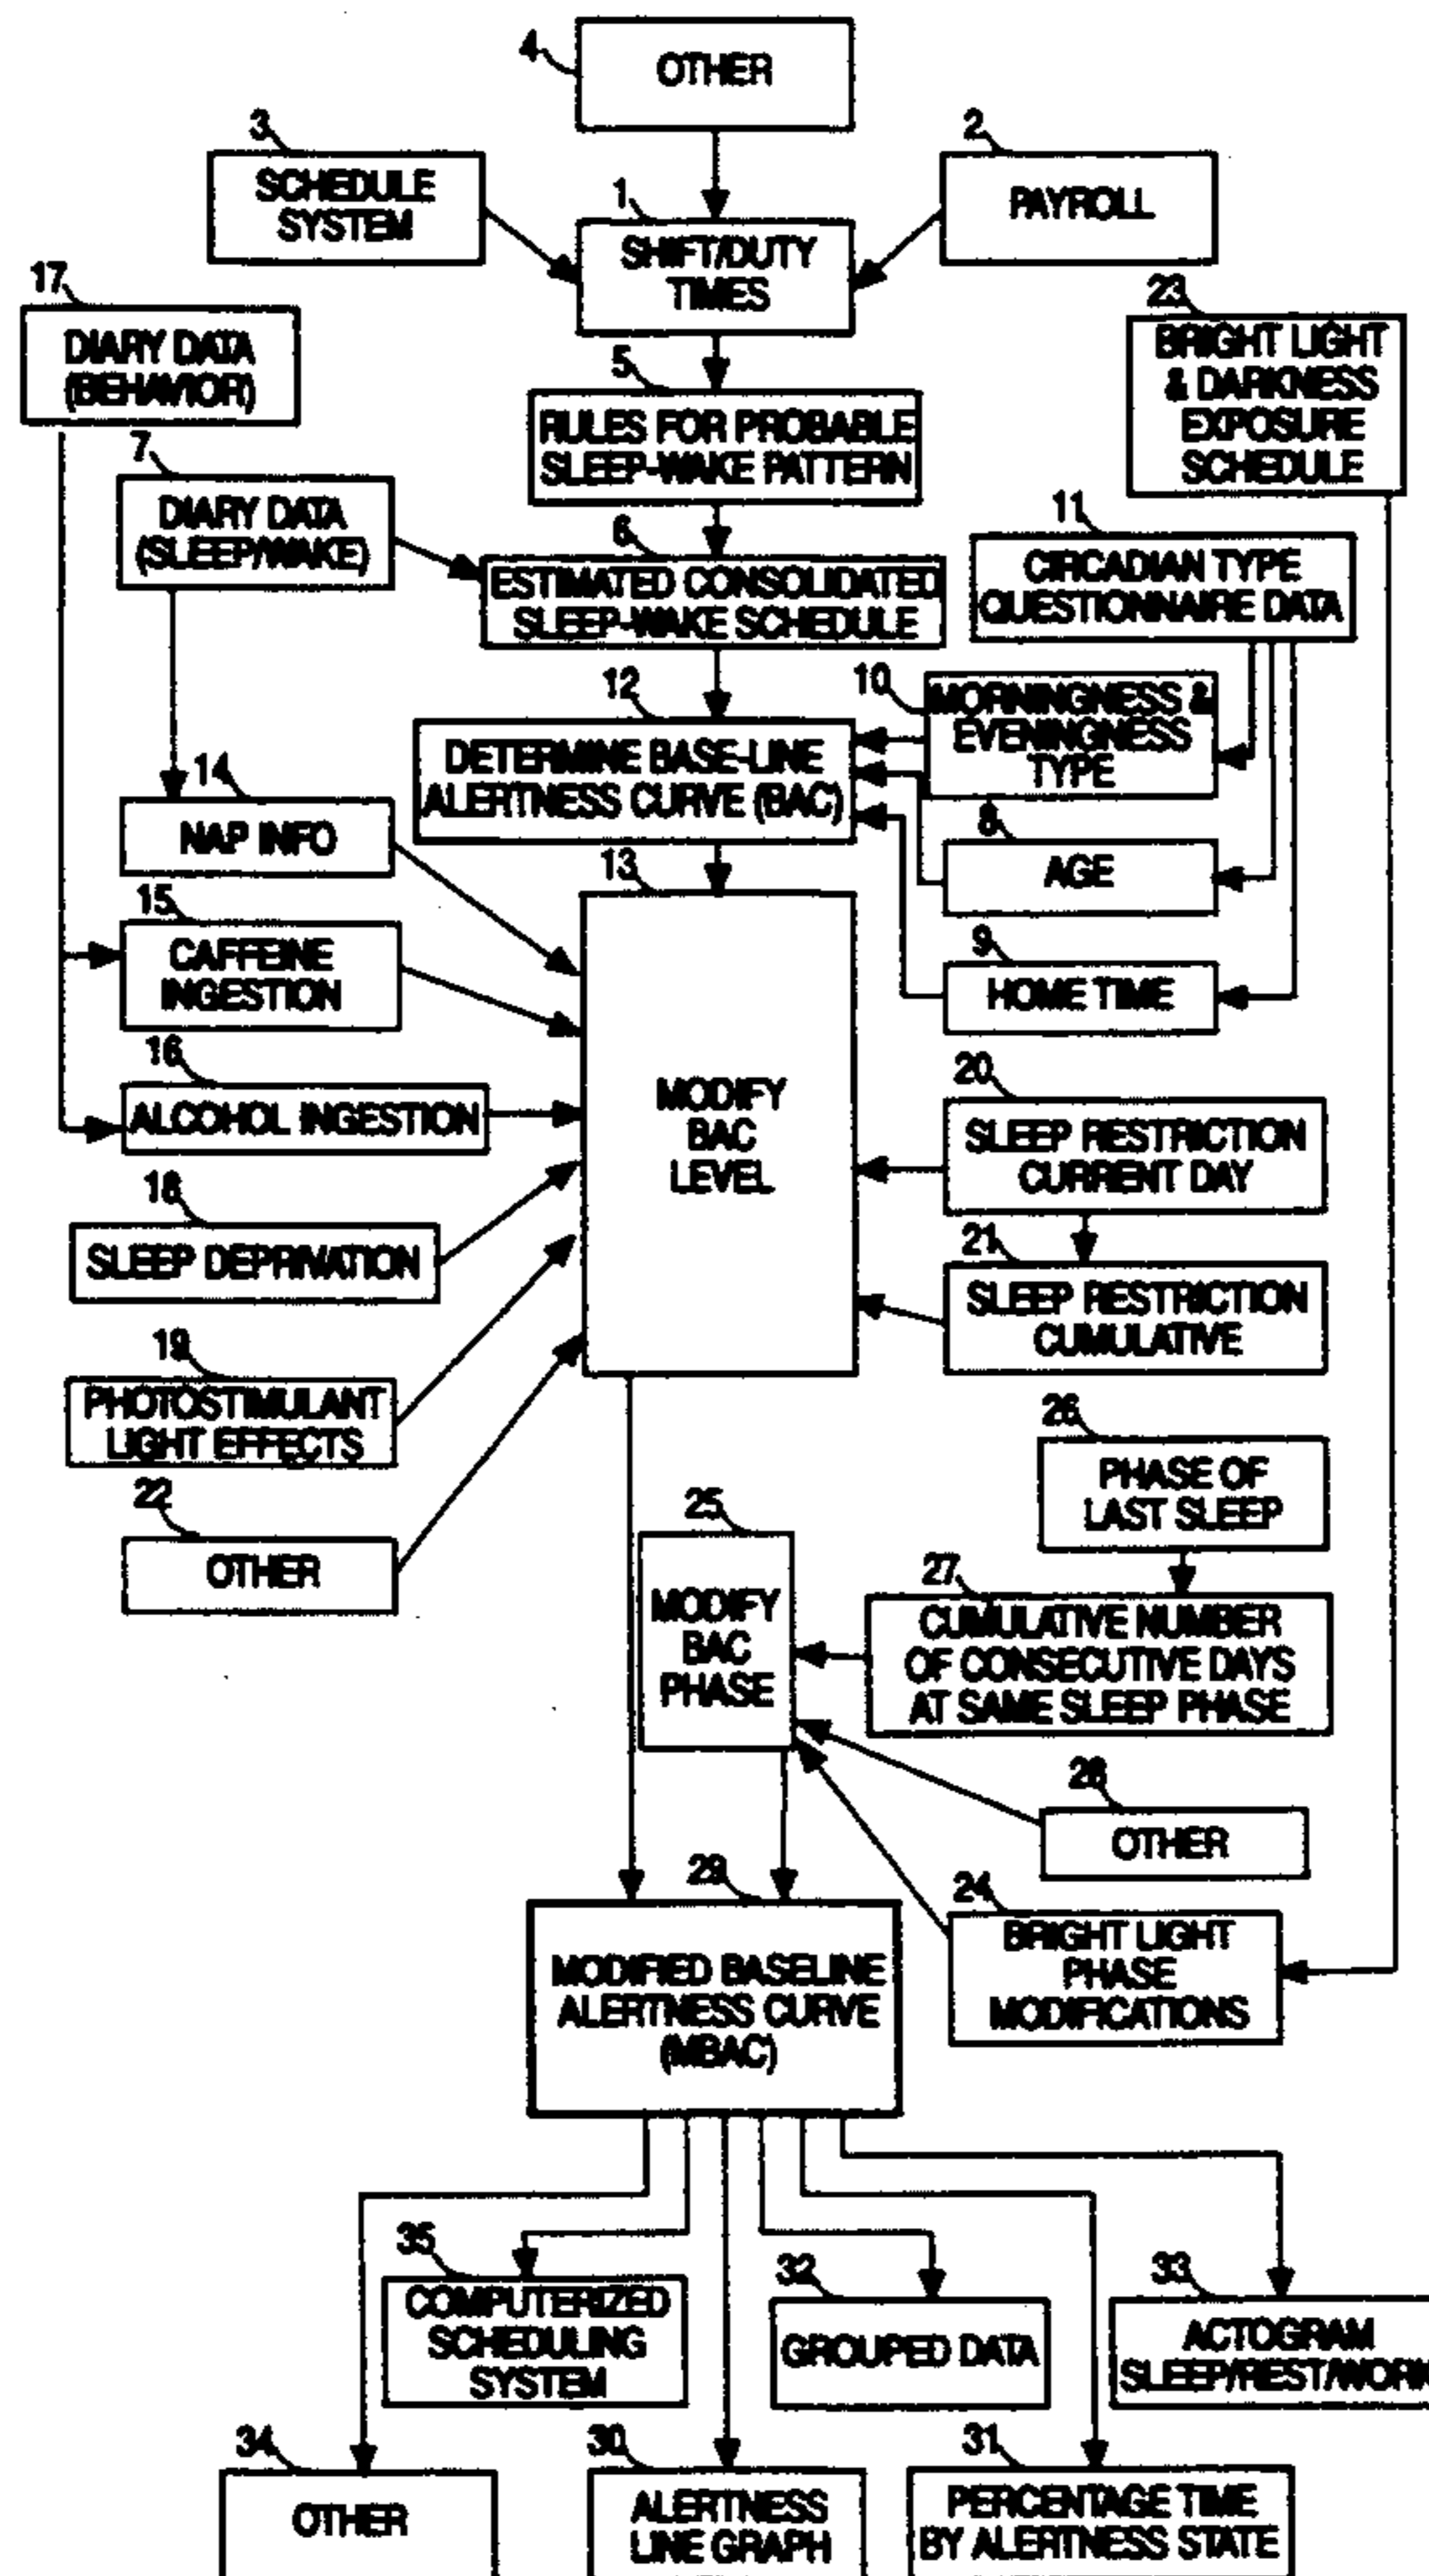 4
OTHER
3
SCHEDULE
SYSTEM
2
PAYROLL
1
SHIFT/DUTY
TIMES
17
DIARY DATA
(BEHAVIOR)
23
BRIGHT LIGHT
& DARKNESS
EXPOSURE
SCHEDULE
5
RULES FOR PROBABLE
SLEEP-WAKE PATTERN
7
DIARY DATA
(SLEEP/WAKE)
6
ESTIMATED CONSOLIDATED
SLEEP-WAKE SCHEDULE
11
CIRCADIAN TYPE
QUESTIONNAIRE DATA
12
DETERMINE BASE-LINE
ALERTNESS CURVE (BAC)
10
MORNINGNESS &
EVENINGNESS
TYPE
14
NAP INFO
8
AGE
13
MODIFY
BAC
LEVEL
15
CAFFEINE
INGESTION
9
HOME TIME
16
ALCOHOL INGESTION
20
SLEEP RESTRICTION
CURRENT DAY
18
SLEEP DEPRIVATION
21
SLEEP RESTRICTION
CUMULATIVE
19
PHOTOSTIMULANT
LIGHT EFFECTS
26
PHASE OF
LAST SLEEP
22
OTHER
25
MODIFY
BAC
PHASE
27
CUMULATIVE NUMBER
OF CONSECUTIVE DAYS
AT SAME SLEEP PHASE
28
OTHER
29
MODIFIED BASELINE
ALERTNESS CURVE
(MBAC)
24
BRIGHT LIGHT
PHASE
MODIFICATIONS
35
COMPUTERIZED
SCHEDULING
SYSTEM
32
GROUPED DATA
33
ACTOGRAM
SLEEP/REST/WORK
34
OTHER
30
ALERTNESS
LINE GRAPH
31
PERCENTAGE TIME
BY ALERTNESS STATE